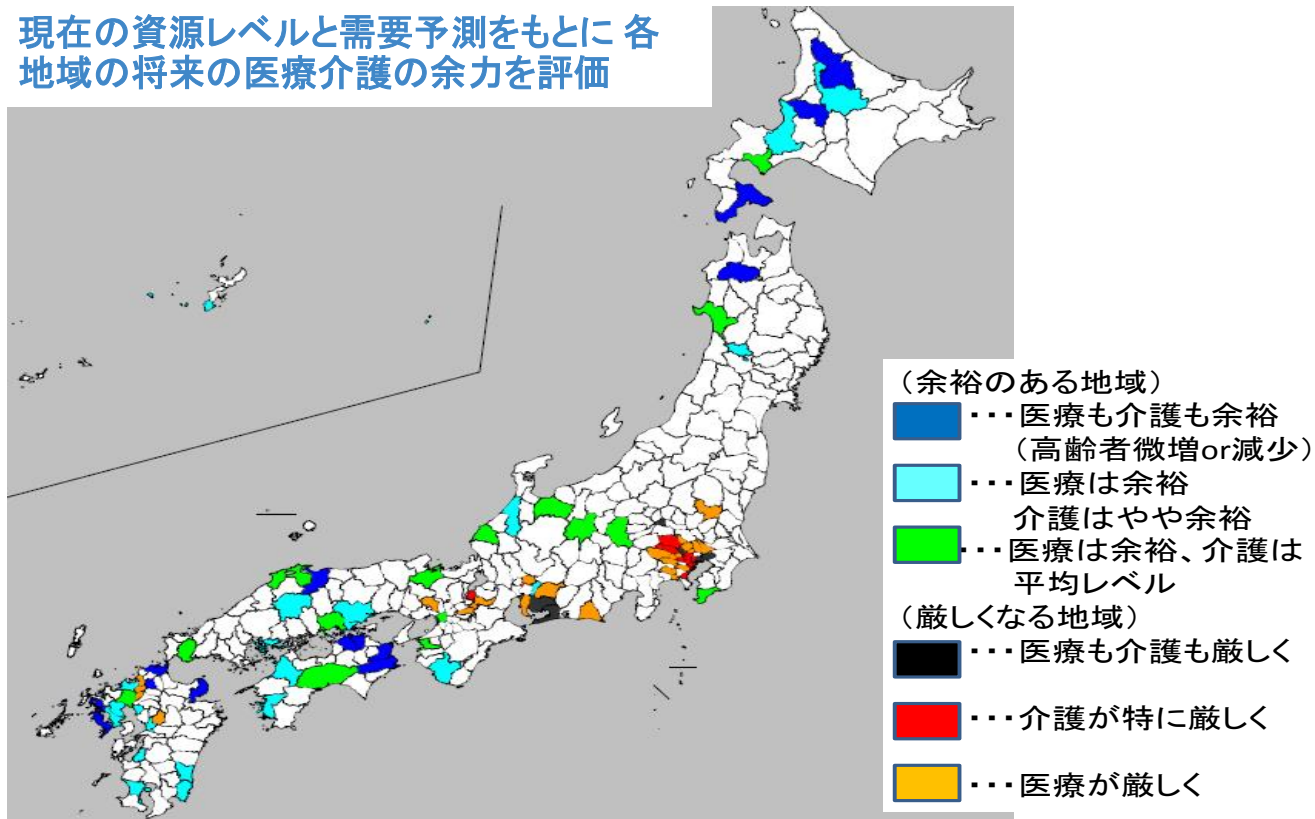 現在の資源レベルと需要予測をもとに 各
地域の将来の医療介護の余力を評価
（余裕のある地域）
・・・医療も介護も余裕
（高齢者微増or減少）
・・・医療は余裕
介護はやや余裕
・・・医療は余裕、介護は
平均レベル
（厳しくなる地域）
・・・医療も介護も厳しく
・・・介護が特に厳しく
・・・医療が厳しく